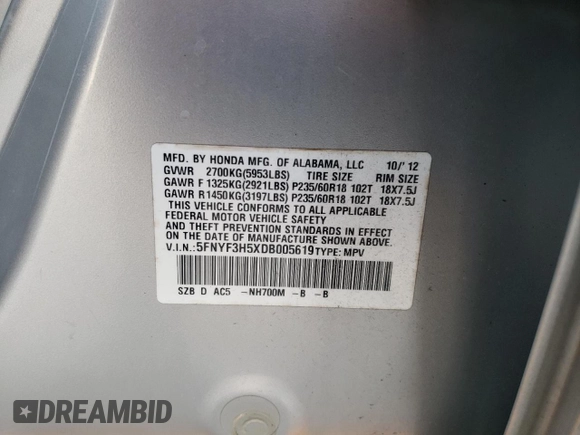 MFD. BY HONDA MFG. OF ALABAMA, LLC 10/'12
GVWR 2700KG(5953LBS) TIRE SIZE RIM SIZE
GAWR F 1325KG(2921LBS) P235/60R18 102T 18X7.5J
GAWR R 1450KG(3197LBS) P235/60R18 102T 18X7.5J
THIS VEHICLE CONFORMS TO ALL APPLICABLE
FEDERAL MOTOR VEHICLE SAFETY
STANDARDS IN EFFECT ON THE DATE OF
MANUFACTURE SHOWN ABOVE.
V.I.N.: 5FNYF3H5XDB005619 TYPE: MPV
SZB D AC5 -NH700M -B -B
DREAMBID